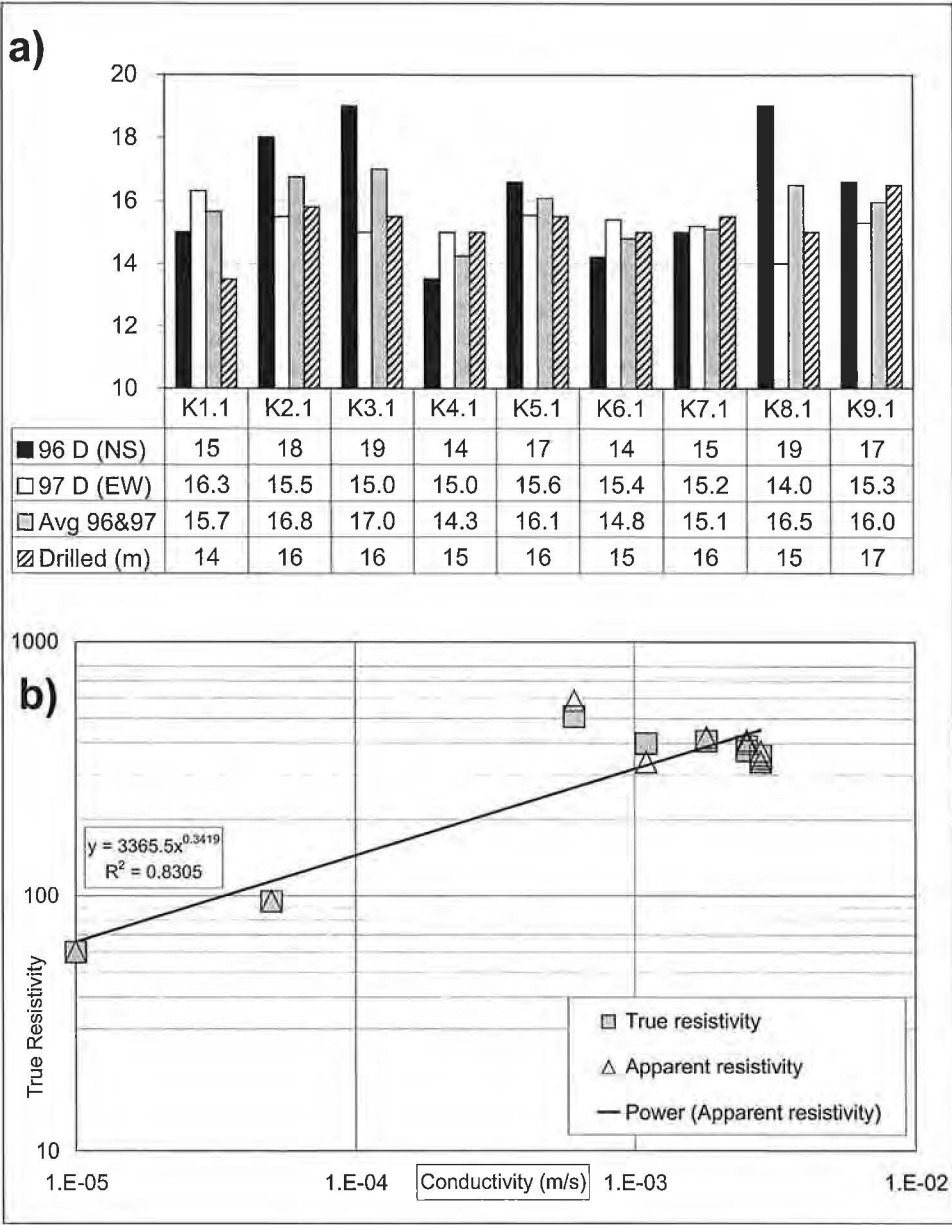 a)
20
18
16
14
12
10
K1.1 K2.1 K3.1 K4.1 K5.1 K6.1 K7.1 K8.1 K9.1
96 D (NS) 15 18 19 14 17 14 15 19 17
97 D (EW) 16.3 15.5 15.0 15.0 15.6 15.4 15.2 14.0 15.3
Avg 96&97 15.7 16.8 17.0 14.3 16.1 14.8 15.1 16.5 16.0
Drilled (m) 14 16 16 15 16 15 16 15 17
1000
b)
y = 3365.5x^0.3419
R² = 0.8305
100
True Resistivity
True resistivity
Apparent resistivity
Power (Apparent resistivity)
10
1.E-05 1.E-04 Conductivity (m/s) 1.E-03 1.E-02